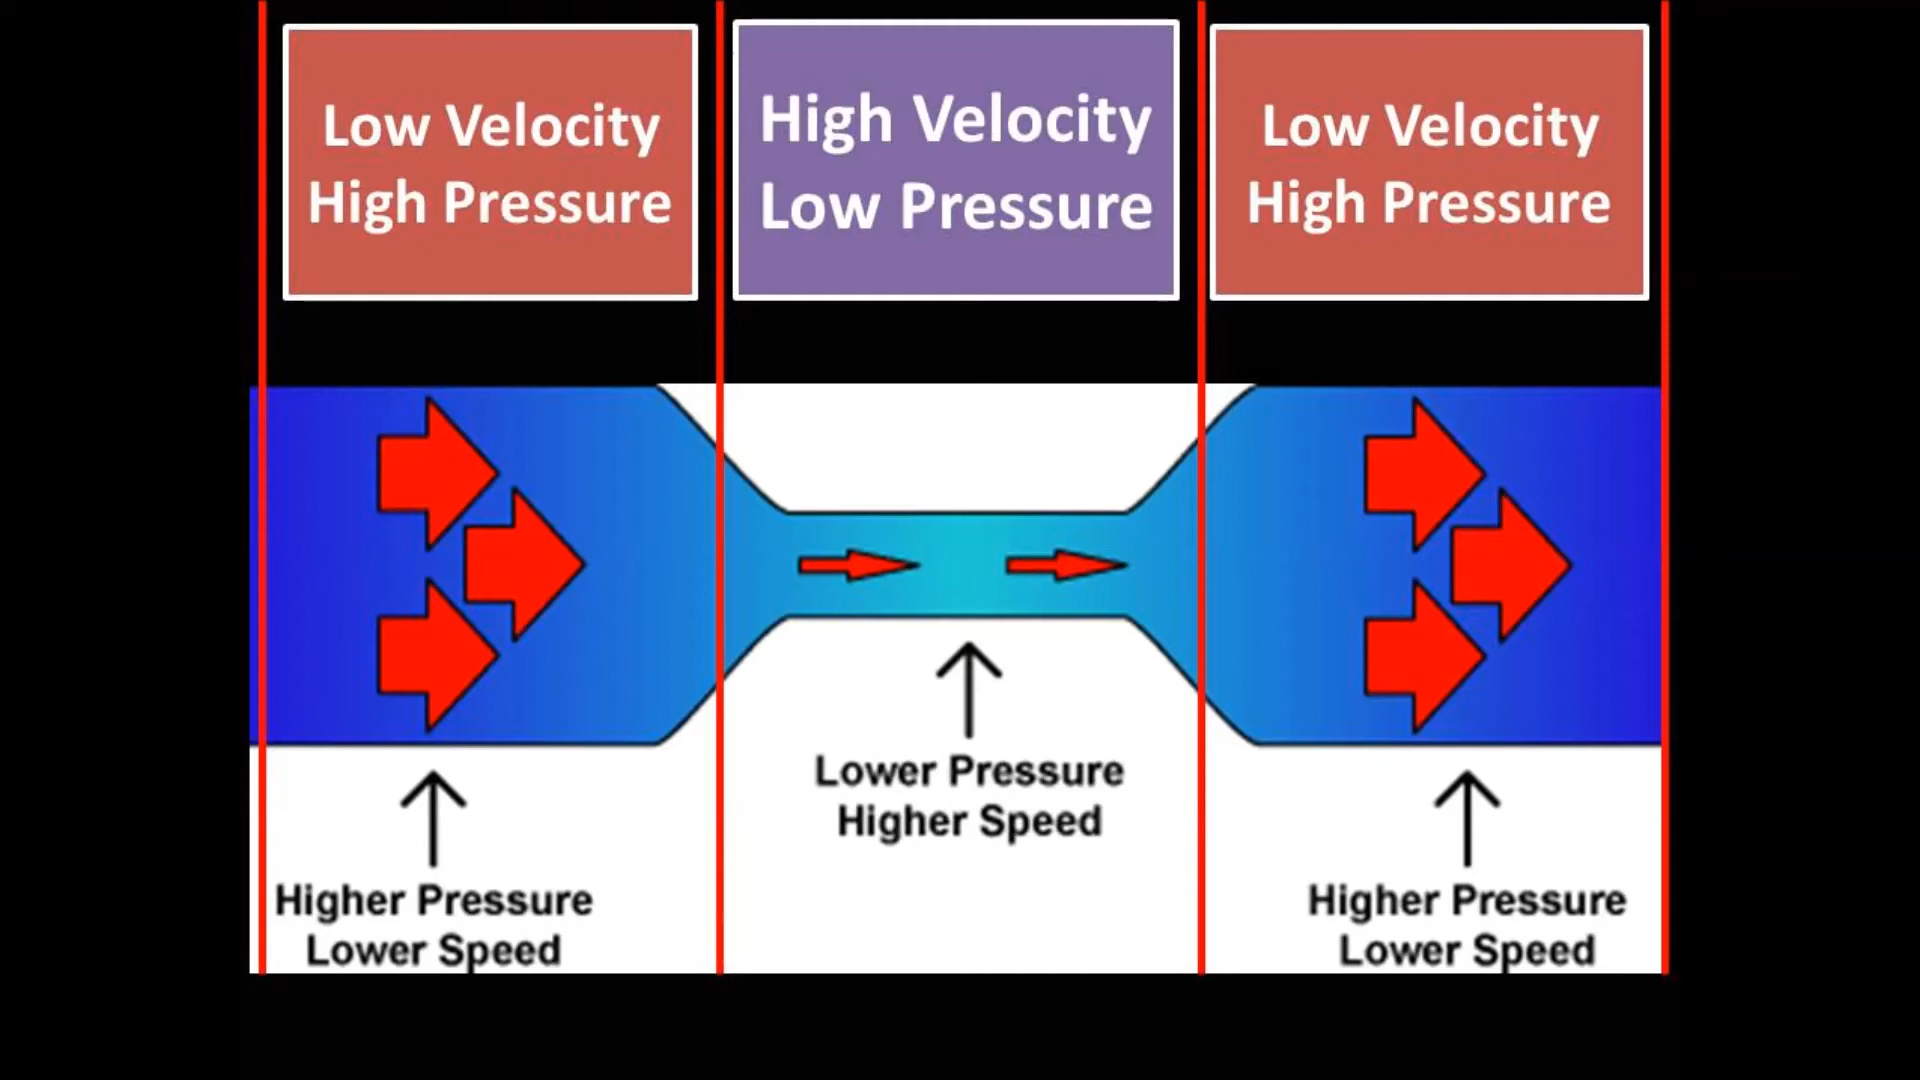 Low Velocity
High Pressure
High Velocity
Low Pressure
Low Velocity
High Pressure
Lower Pressure
Higher Speed
Higher Pressure
Lower Speed
Higher Pressure
Lower Speed